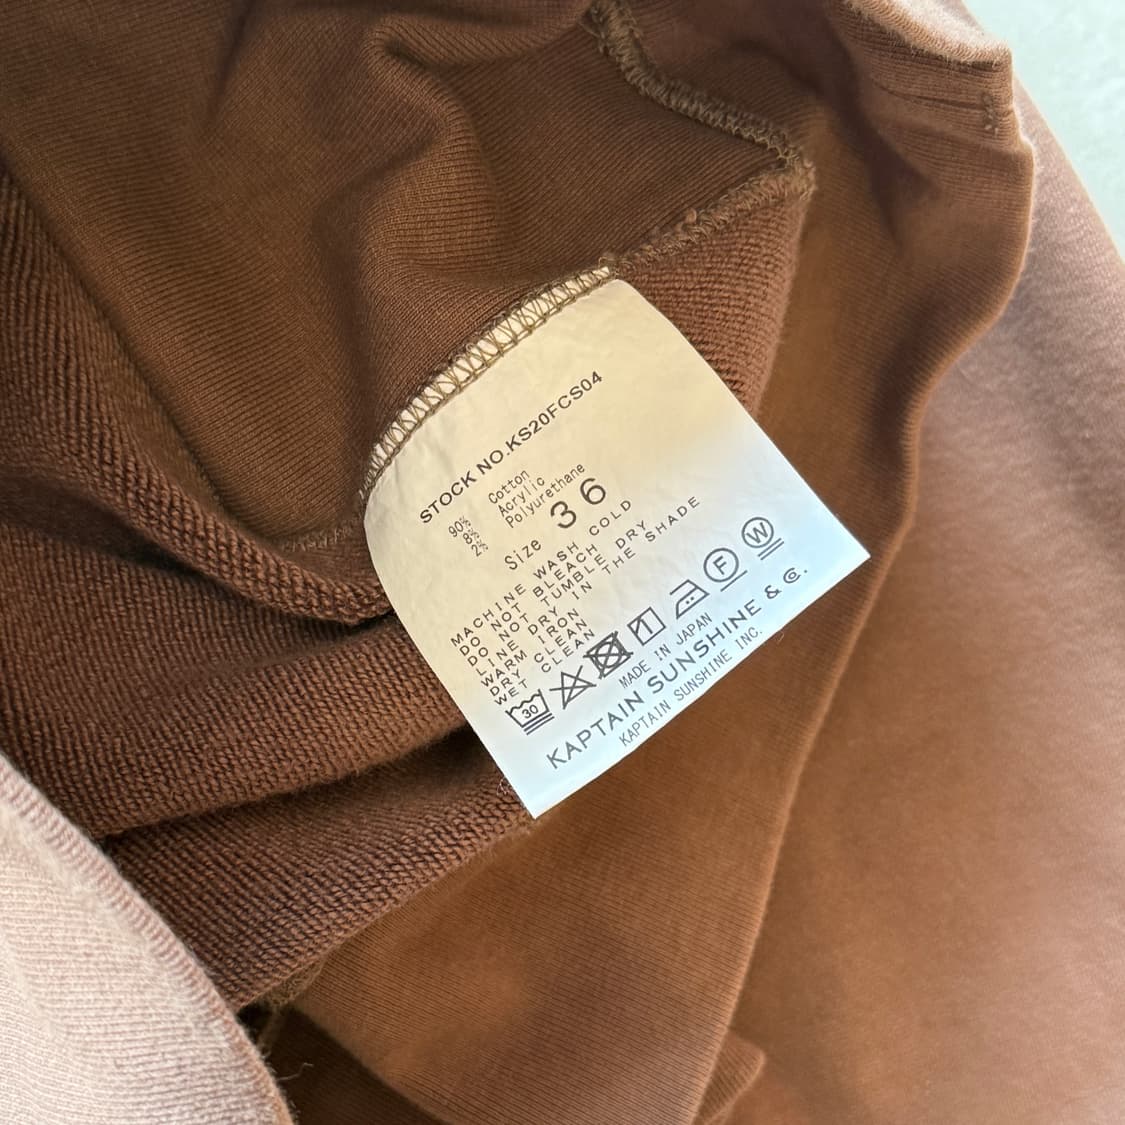 STOCK NO.KS20FCS04
90% Cotton
8% Acrylic
2% Polyurethane
Size 36
MACHINE WASH COLD
DO NOT BLEACH
DO NOT TUMBLE DRY
LINE DRY IN THE SHADE
WARM IRON
DRY CLEAN
WET CLEAN
30 F W
MADE IN JAPAN
KAPTAIN SUNSHINE & Co.
KAPTAIN SUNSHINE INC.